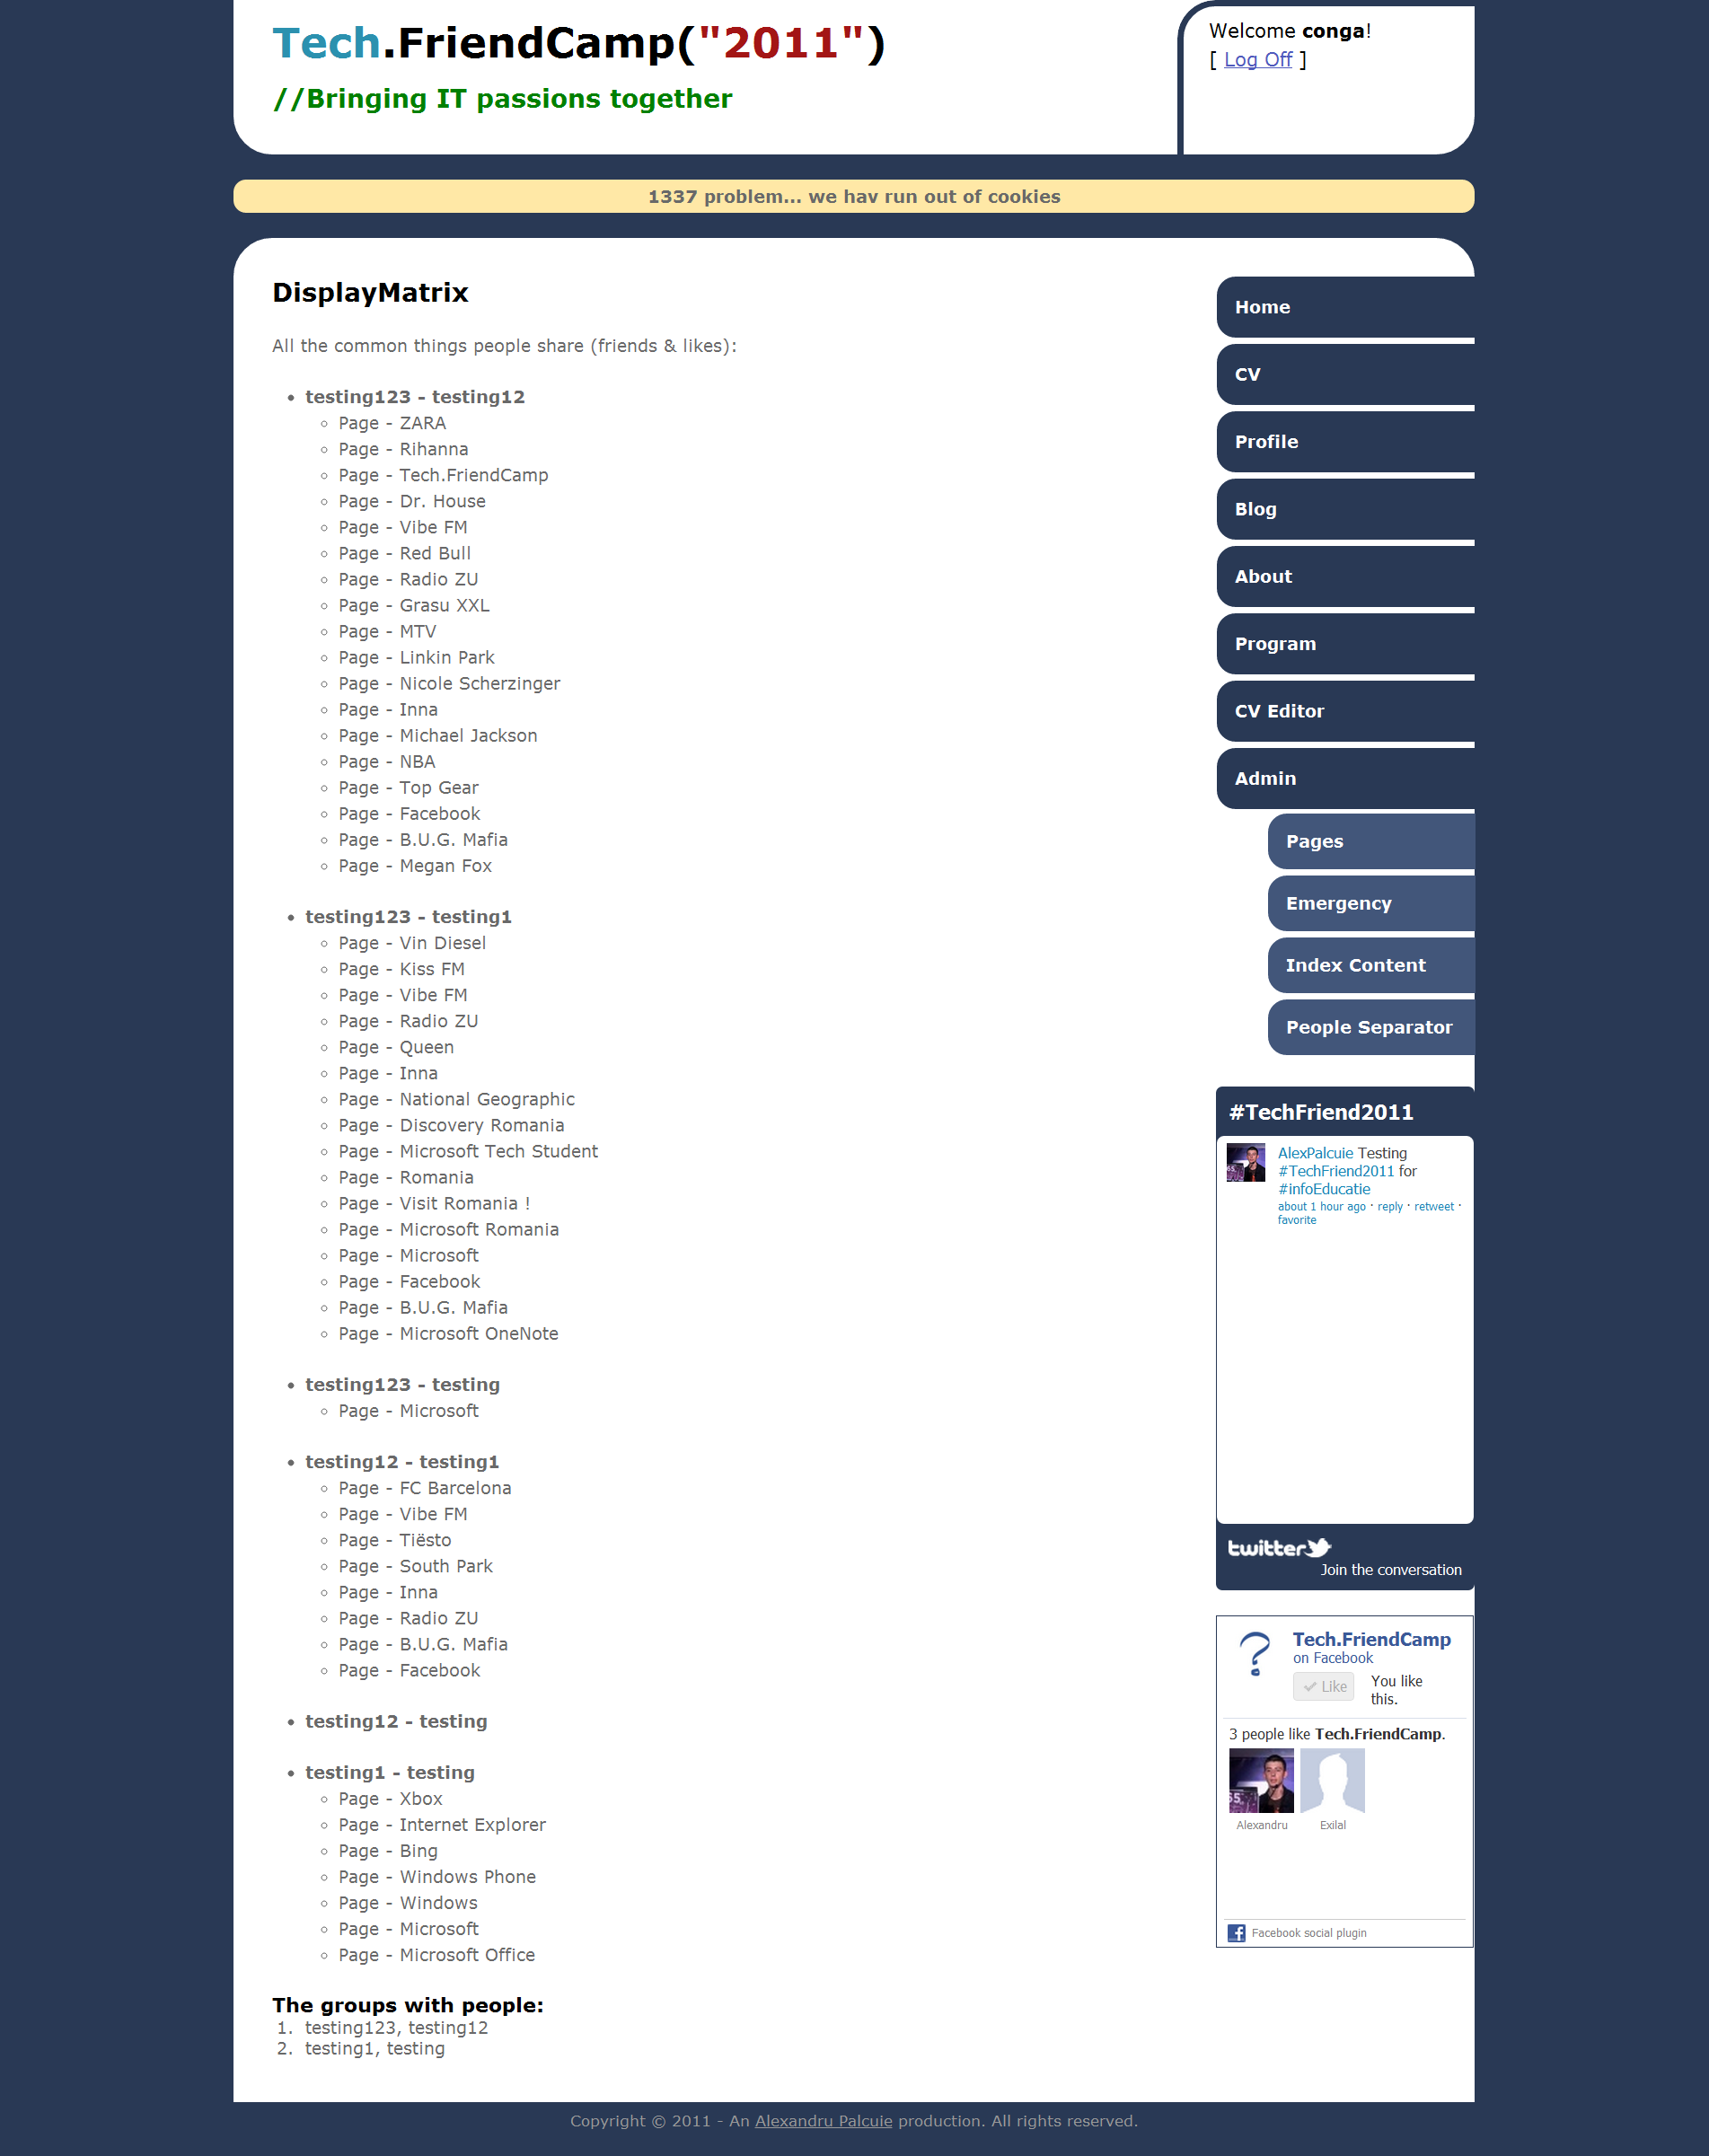 Tech.FriendCamp("2011")
//Bringing IT passions together
Welcome conga!
[ Log Off ]
1337 problem... we hav run out of cookies
DisplayMatrix
All the common things people share (friends & likes):
testing123 - testing12
Page - ZARA
Page - Rihanna
Page - Tech.FriendCamp
Page - Dr. House
Page - Vibe FM
Page - Red Bull
Page - Radio ZU
Page - Grasu XXL
Page - MTV
Page - Linkin Park
Page - Nicole Scherzinger
Page - Inna
Page - Michael Jackson
Page - NBA
Page - Top Gear
Page - Facebook
Page - B.U.G. Mafia
Page - Megan Fox
testing123 - testing1
Page - Vin Diesel
Page - Kiss FM
Page - Vibe FM
Page - Radio ZU
Page - Queen
Page - Inna
Page - National Geographic
Page - Discovery Romania
Page - Microsoft Tech Student
Page - Romania
Page - Visit Romania !
Page - Microsoft Romania
Page - Microsoft
Page - Facebook
Page - B.U.G. Mafia
Page - Microsoft OneNote
testing123 - testing
Page - Microsoft
testing12 - testing1
Page - FC Barcelona
Page - Vibe FM
Page - Tiësto
Page - South Park
Page - Inna
Page - Radio ZU
Page - B.U.G. Mafia
Page - Facebook
testing12 - testing
testing1 - testing
Page - Xbox
Page - Internet Explorer
Page - Bing
Page - Windows Phone
Page - Windows
Page - Microsoft
Page - Microsoft Office
The groups with people:
1. testing123, testing12
2. testing1, testing
Home
CV
Profile
Blog
About
Program
CV Editor
Admin
Pages
Emergency
Index Content
People Separator
#TechFriend2011
AlexPalcuie Testing
#TechFriend2011 for
#infoEducatie
about 1 hour ago · reply · retweet ·
favorite
twitter
Join the conversation
?
Tech.FriendCamp
on Facebook
Like
You like
this.
3 people like Tech.FriendCamp.
Alexandru
Exilal
Facebook social plugin
Copyright © 2011 - An Alexandru Palcuie production. All rights reserved.